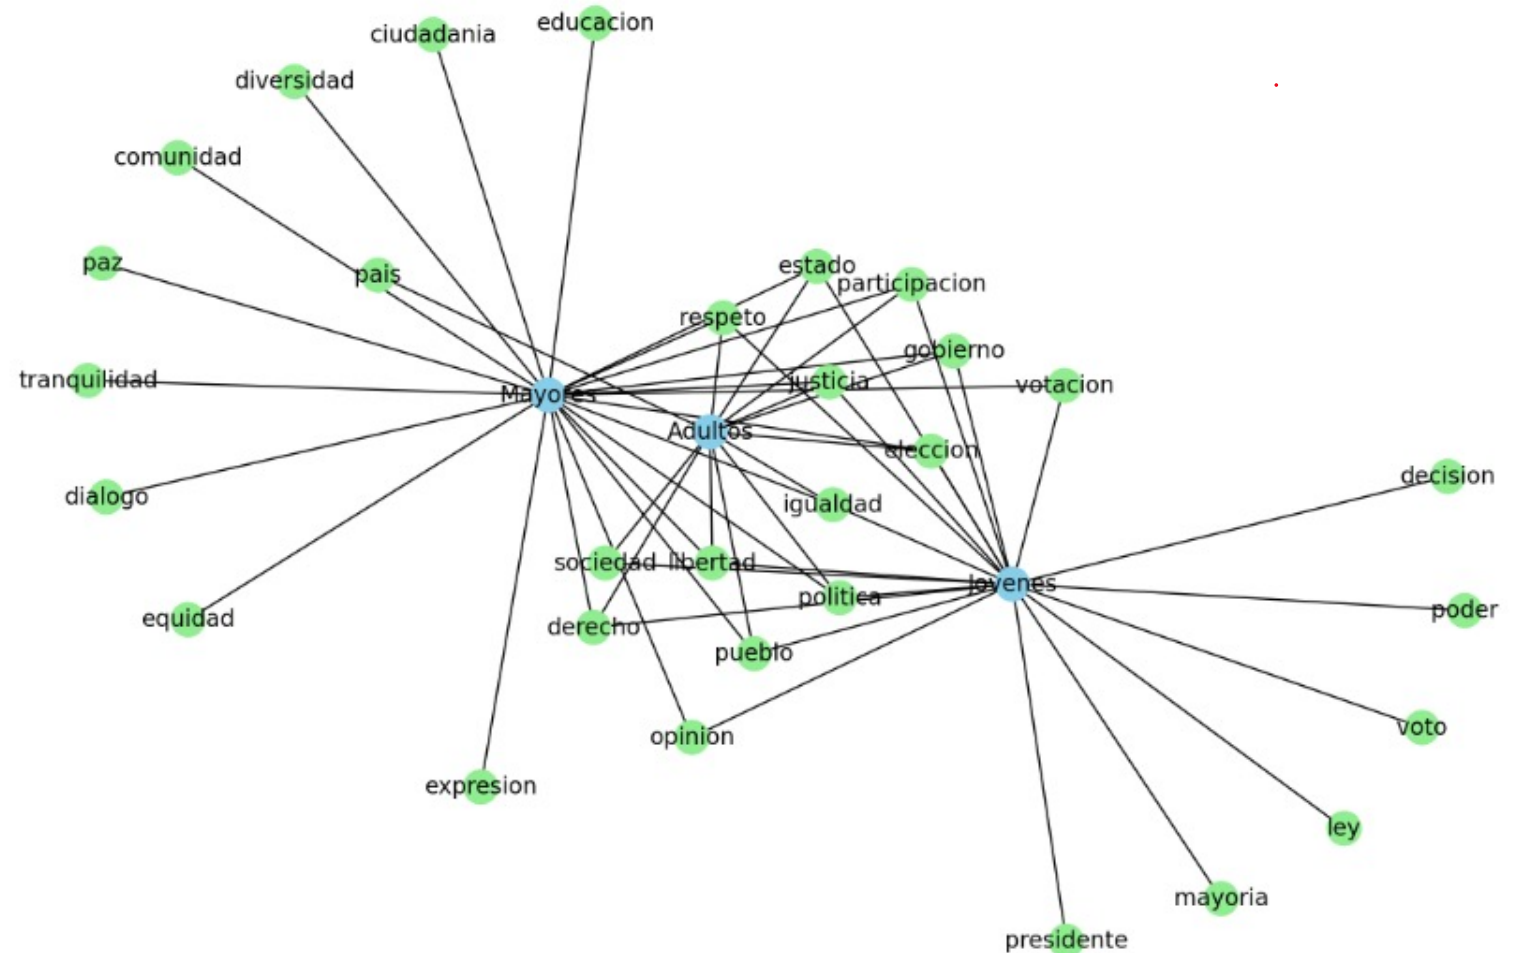 educacion
ciudadania
diversidad
comunidad
paz
pais
estado
participacion
respeto
gobierno
tranquilidad
Mayores
justicia
votacion
Adultos
eleccion
decision
dialogo
igualdad
sociedad
libertad
Jovenes
politica
poder
equidad
derecho
pueblo
opinion
voto
expresion
ley
mayoria
presidente